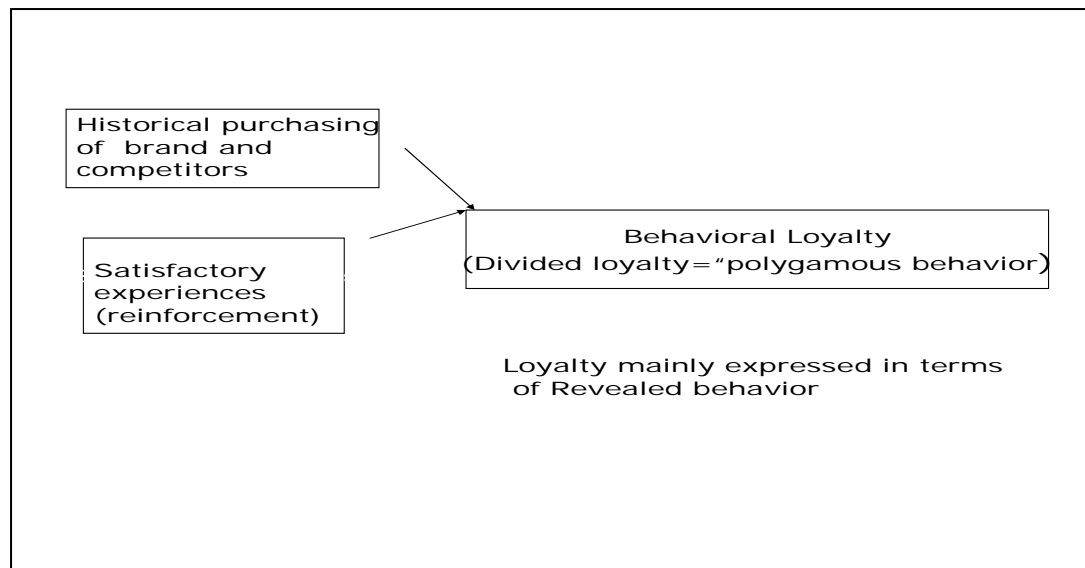 Historical purchasing
of brand and
competitors
Satisfactory
experiences
(reinforcement)
Behavioral Loyalty
(Divided loyalty=“polygamous behavior)
Loyalty mainly expressed in terms
of Revealed behavior